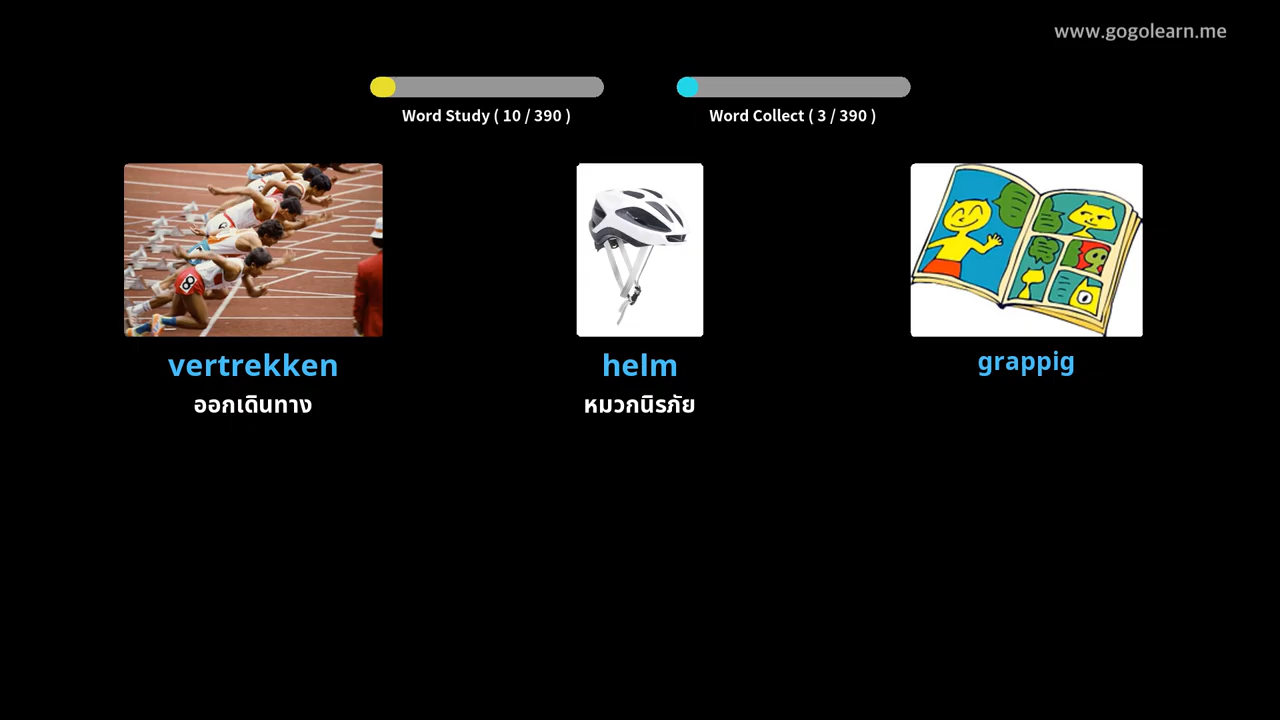 www.gogolearn.me
Word Study ( 10 / 390 )
Word Collect ( 3 / 390 )
vertrekken
helm
grappig
ออกเดินทาง
หมวกนิรภัย
8